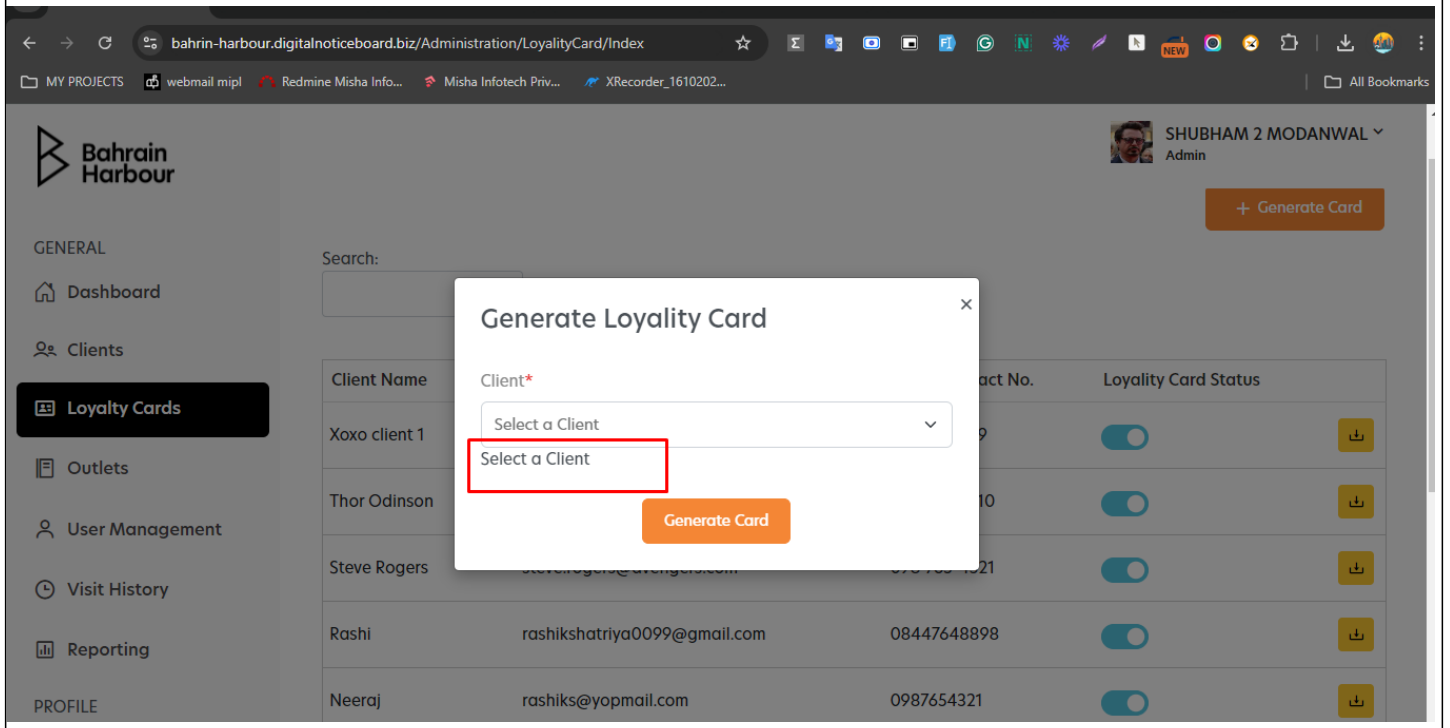 bahrin-harbour.digitalnoticeboard.biz/Administration/LoyalityCard/Index
NEW
MY PROJECTS webmail mipl Redmine Misha Info... Misha Infotech Priv... XRecorder_1610202... All Bookmarks
Bahrain
Harbour
SHUBHAM 2 MODANWAL
Admin
+ Generate Card
GENERAL
Search:
Dashboard
Generate Loyality Card ×
Clients
Client Name act No. Loyality Card Status
Client*
Loyalty Cards
Select a Client
Xoxo client 1 9
Select a Client
Outlets
Thor Odinson 10
Generate Card
User Management
Steve Rogers
Visit History
Rashi rashikshatriya0099@gmail.com 08447648898
Reporting
Neeraj rashiks@yopmail.com 0987654321
PROFILE